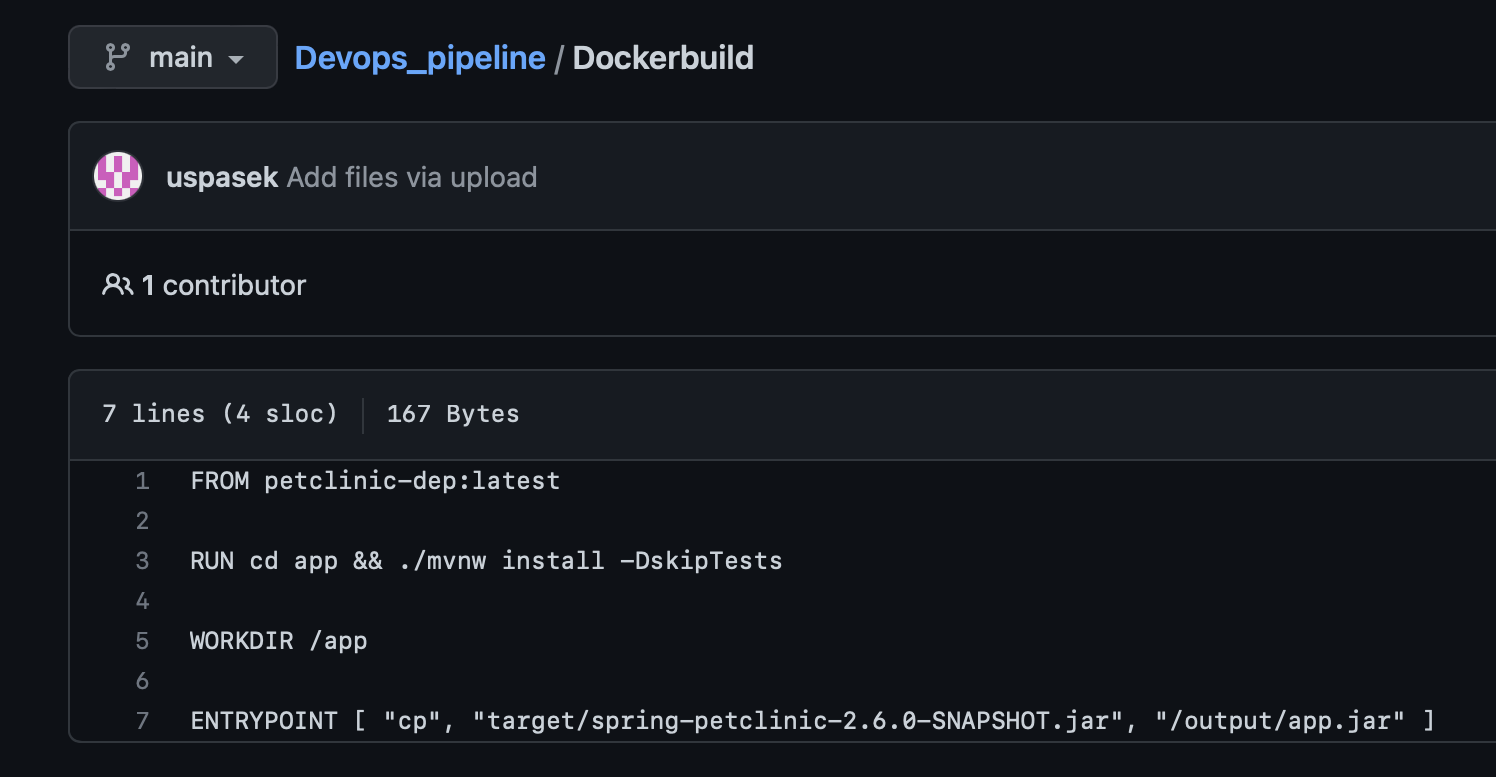 main
Devops_pipeline / Dockerbuild
uspasek Add files via upload
1 contributor
7 lines (4 sloc) 167 Bytes
1 FROM petclinic-dep:latest
2
3 RUN cd app && ./mvnw install -DskipTests
4
5 WORKDIR /app
6
7 ENTRYPOINT [ "cp", "target/spring-petclinic-2.6.0-SNAPSHOT.jar", "/output/app.jar" ]